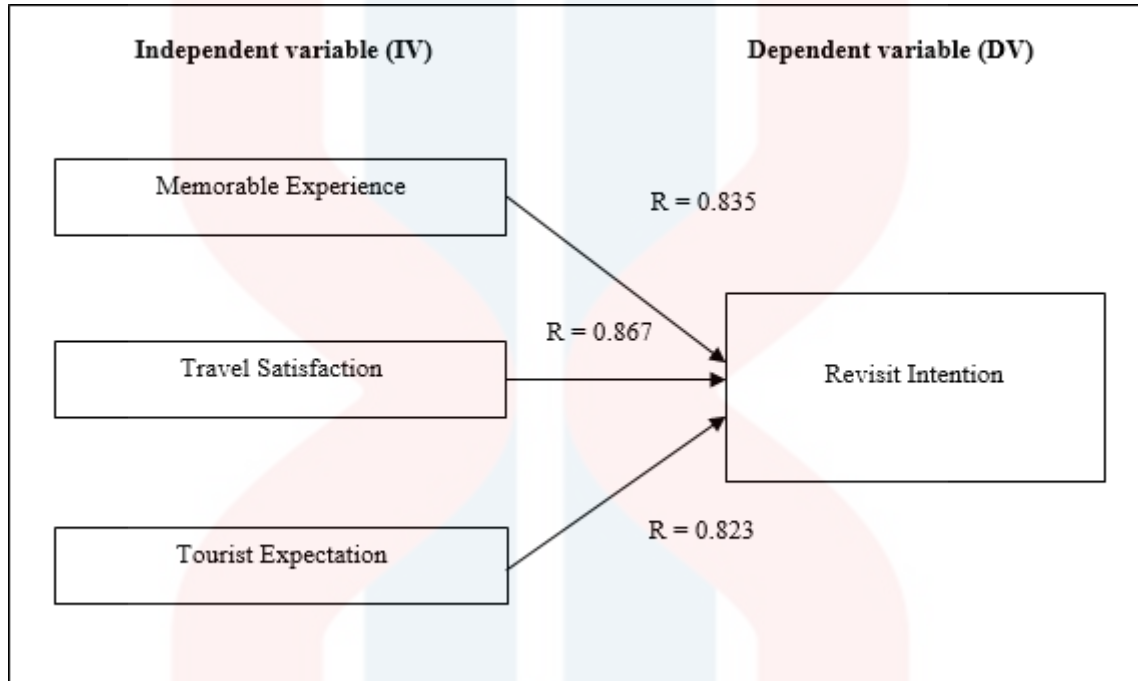 Independent variable (IV)
Dependent variable (DV)
Memorable Experience
R = 0.835
R = 0.867
Travel Satisfaction
Revisit Intention
R = 0.823
Tourist Expectation